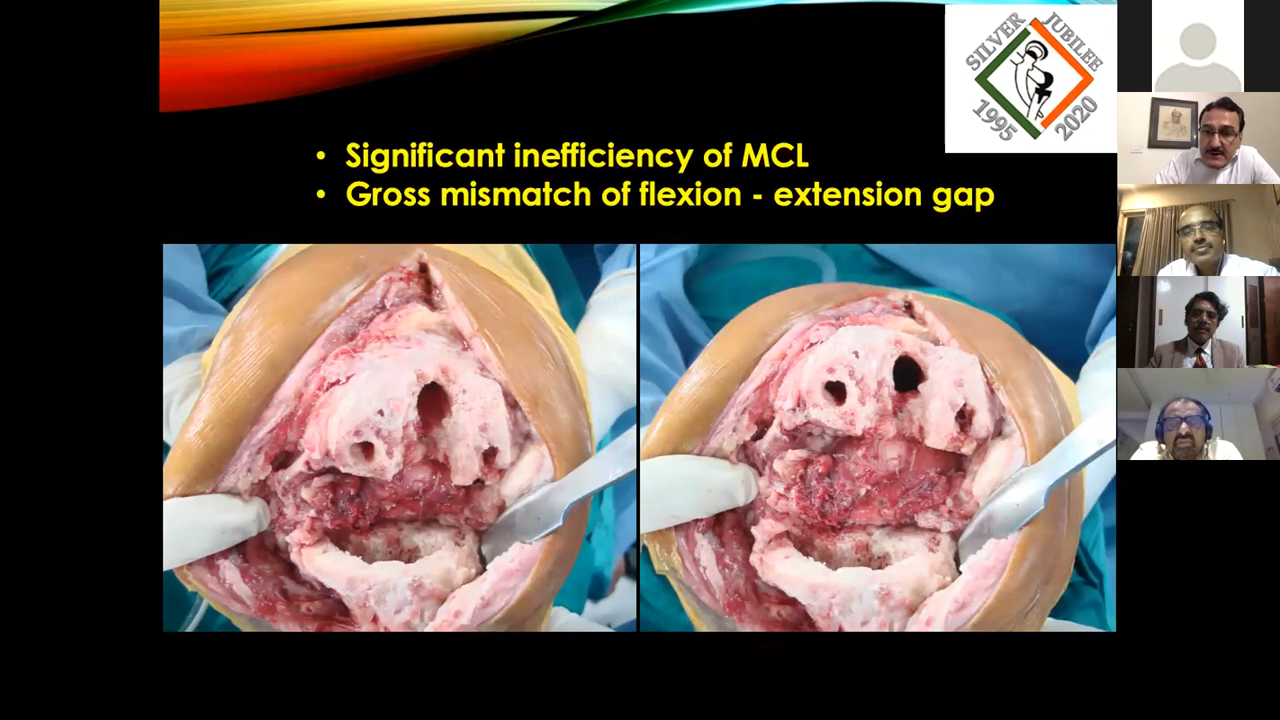 SILVER JUBILEE
1995 2020
• Significant inefficiency of MCL
• Gross mismatch of flexion - extension gap